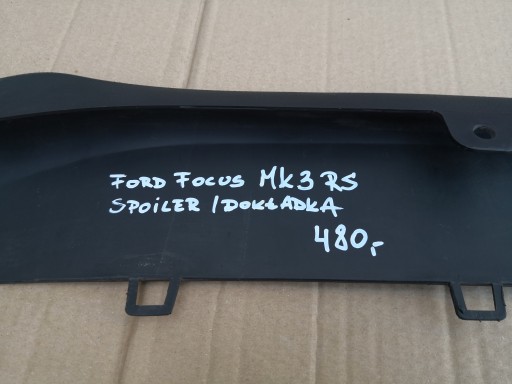 FORD FOCUS MK3 RS
SPOILER / DOKŁADKA
480,-